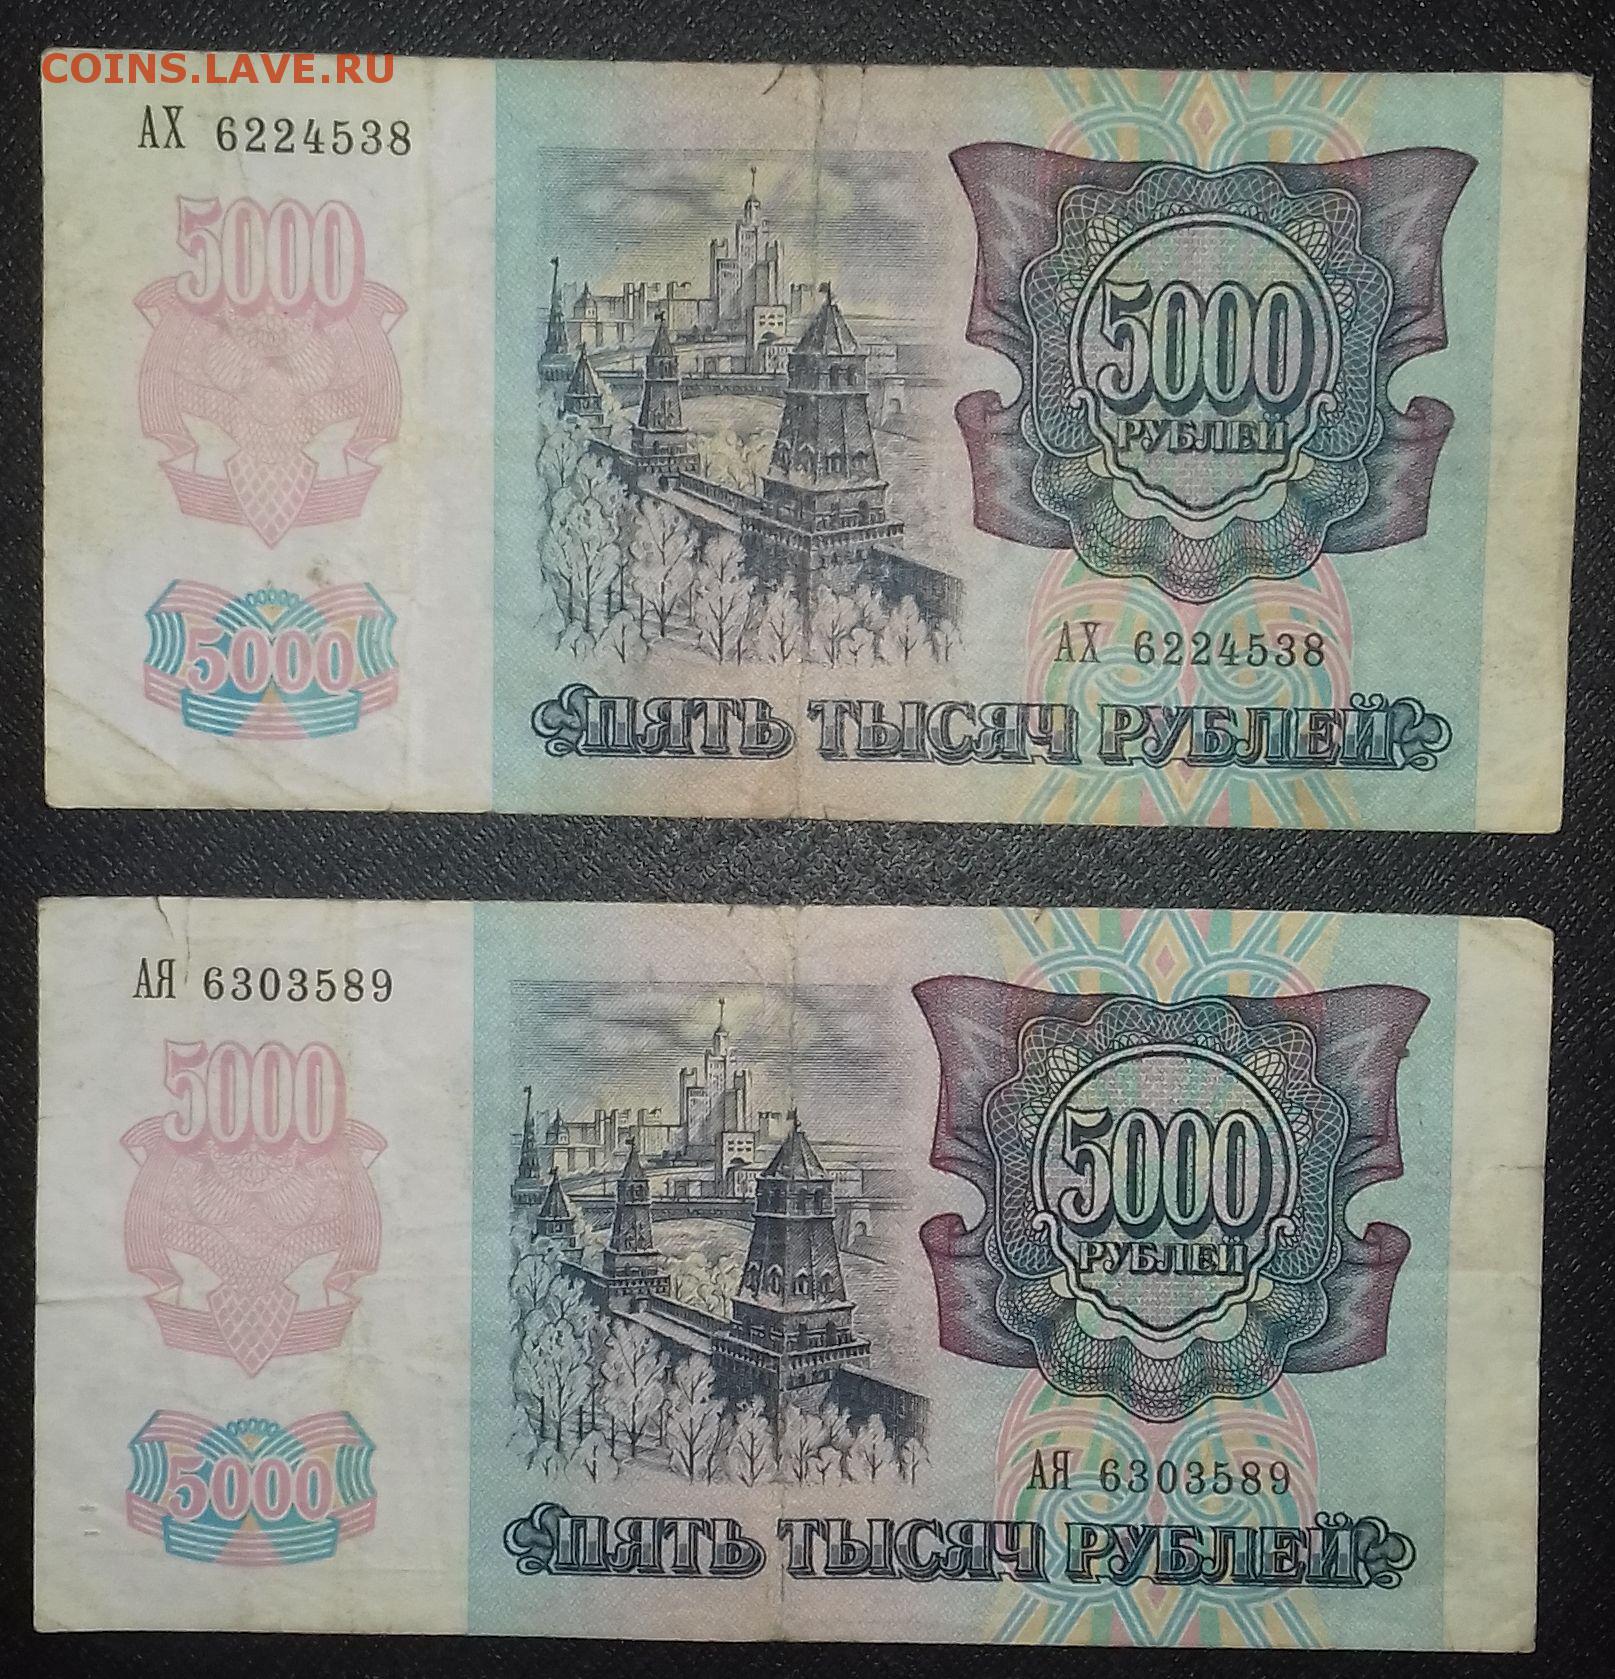 COINS.LAVE.RU
АХ 6224538
5000
5000
РУБЛЕЙ
5000
АХ 6224538
ПЯТЬ ТЫСЯЧ РУБЛЕЙ
АЯ 6303589
5000
5000
РУБЛЕЙ
5000
АЯ 6303589
ПЯТЬ ТЫСЯЧ РУБЛЕЙ